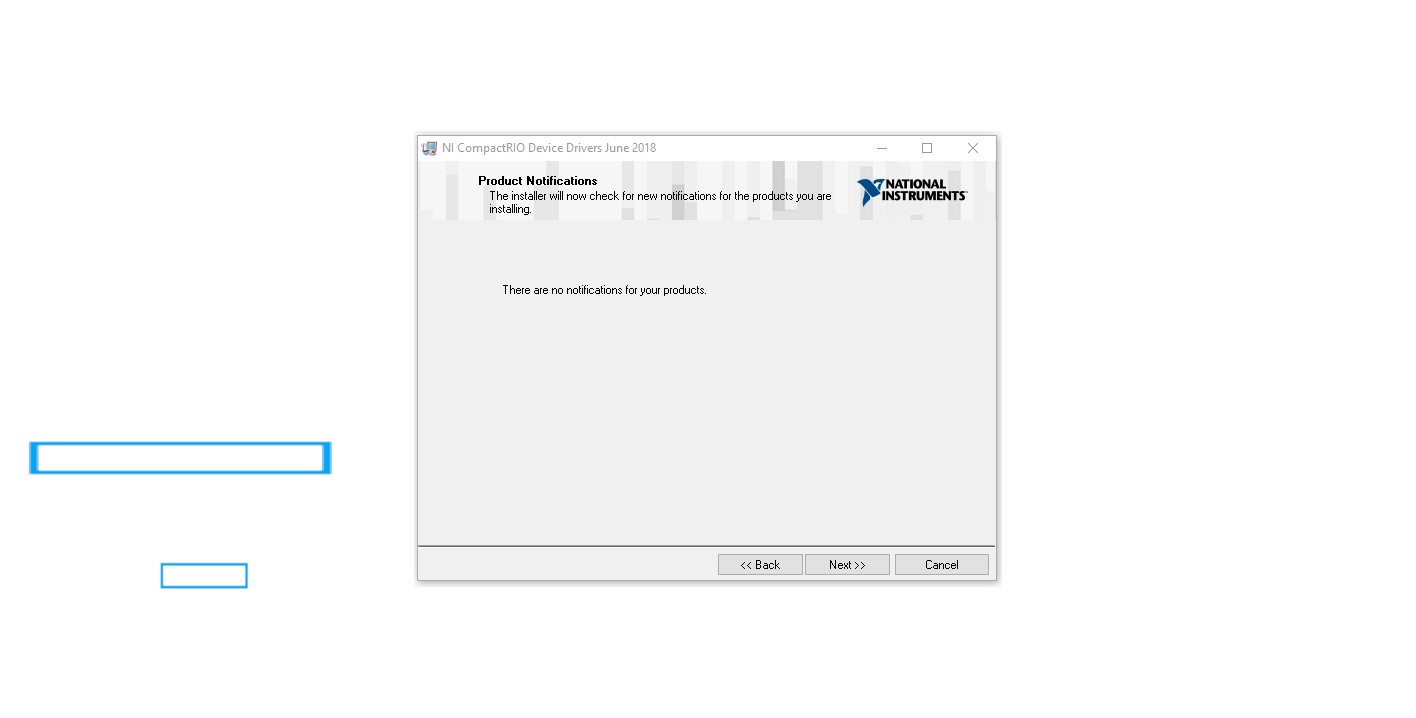 NI CompactRIO Device Drivers June 2018
Product Notifications
The installer will now check for new notifications for the products you are
installing.
NATIONAL
INSTRUMENTS
There are no notifications for your products.
<< Back
Next >>
Cancel